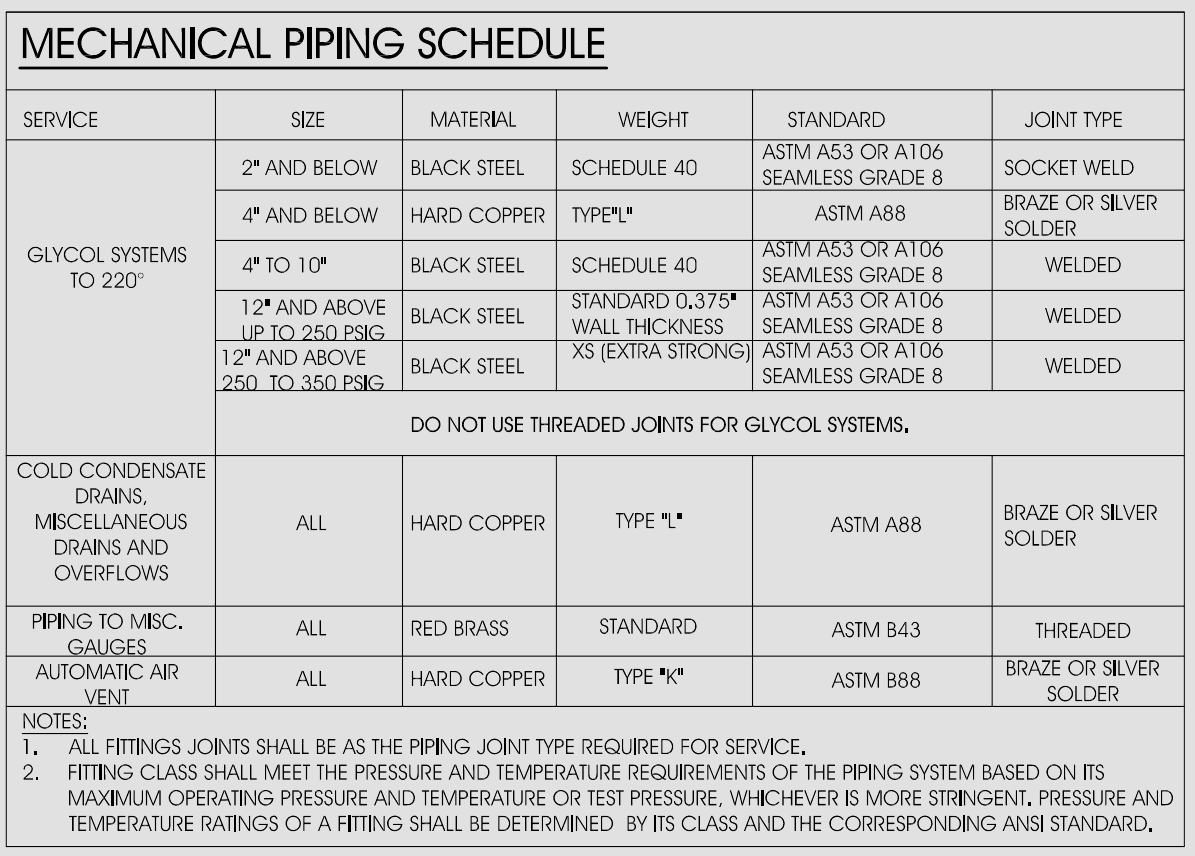 MECHANICAL PIPING SCHEDULE
SERVICE SIZE MATERIAL WEIGHT STANDARD JOINT TYPE
GLYCOL SYSTEMS
TO 220°
2" AND BELOW BLACK STEEL SCHEDULE 40 ASTM A53 OR A106
SEAMLESS GRADE 8 SOCKET WELD
4" AND BELOW HARD COPPER TYPE"L" ASTM A88 BRAZE OR SILVER
SOLDER
4" TO 10" BLACK STEEL SCHEDULE 40 ASTM A53 OR A106
SEAMLESS GRADE 8 WELDED
12" AND ABOVE
UP TO 250 PSIG BLACK STEEL STANDARD 0.375"
WALL THICKNESS ASTM A53 OR A106
SEAMLESS GRADE 8 WELDED
12" AND ABOVE
250 TO 350 PSIG BLACK STEEL XS (EXTRA STRONG) ASTM A53 OR A106
SEAMLESS GRADE 8 WELDED
DO NOT USE THREADED JOINTS FOR GLYCOL SYSTEMS.
COLD CONDENSATE
DRAINS,
MISCELLANEOUS
DRAINS AND
OVERFLOWS
ALL HARD COPPER TYPE "L" ASTM A88 BRAZE OR SILVER
SOLDER
PIPING TO MISC.
GAUGES
ALL RED BRASS STANDARD ASTM B43 THREADED
AUTOMATIC AIR
VENT
ALL HARD COPPER TYPE "K" ASTM B88 BRAZE OR SILVER
SOLDER
NOTES:
1. ALL FITTINGS JOINTS SHALL BE AS THE PIPING JOINT TYPE REQUIRED FOR SERVICE.
2. FITTING CLASS SHALL MEET THE PRESSURE AND TEMPERATURE REQUIREMENTS OF THE PIPING SYSTEM BASED ON ITS
MAXIMUM OPERATING PRESSURE AND TEMPERATURE OR TEST PRESSURE, WHICHEVER IS MORE STRINGENT. PRESSURE AND
TEMPERATURE RATINGS OF A FITTING SHALL BE DETERMINED BY ITS CLASS AND THE CORRESPONDING ANSI STANDARD.